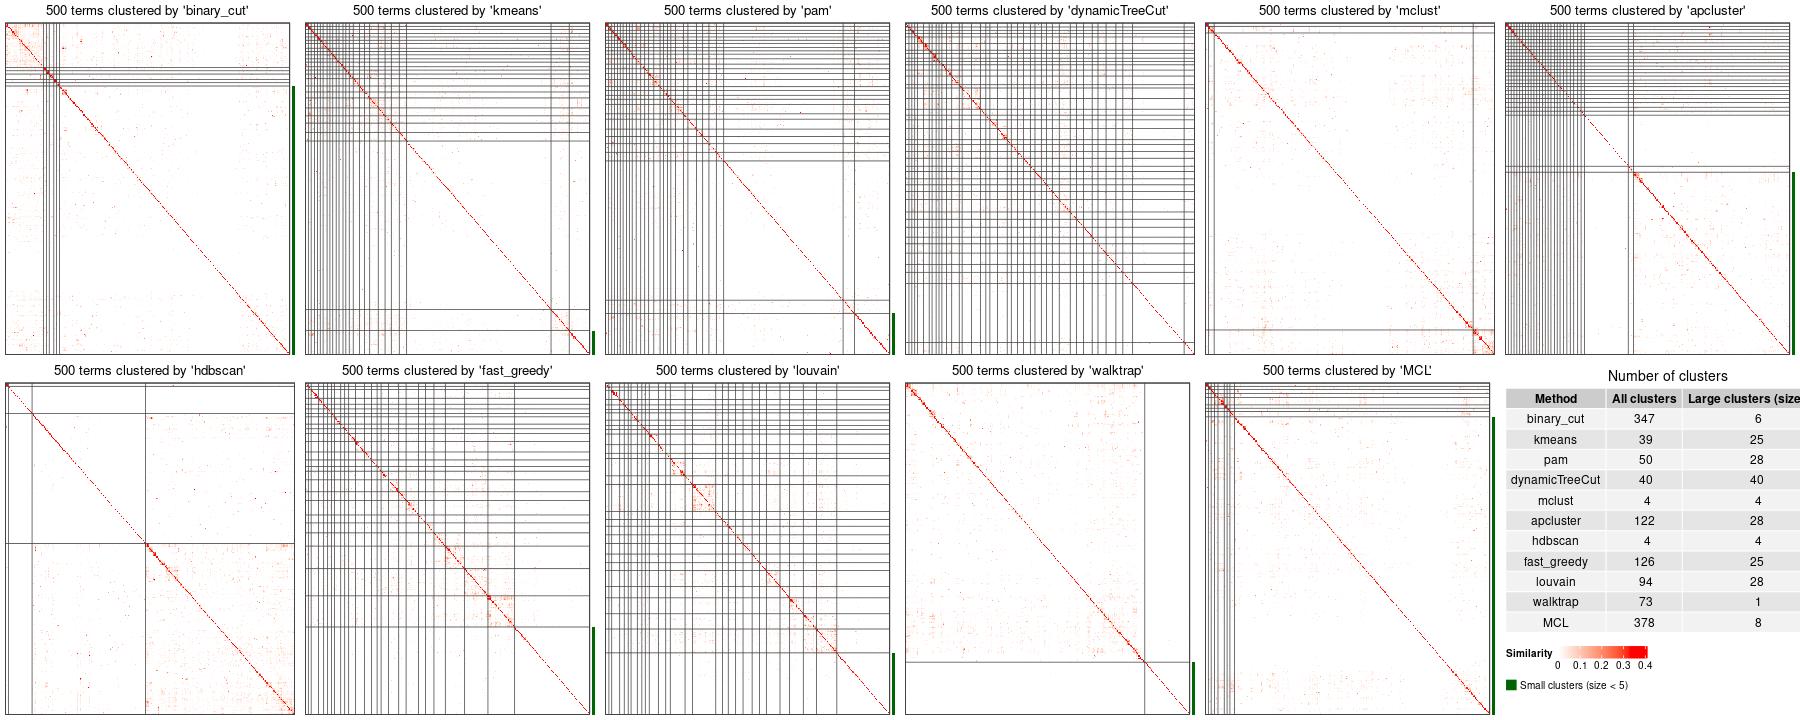 500 terms clustered by 'binary_cut'
500 terms clustered by 'kmeans'
500 terms clustered by 'pam'
500 terms clustered by 'dynamicTreeCut'
500 terms clustered by 'mclust'
500 terms clustered by 'apcluster'
500 terms clustered by 'hdbscan'
500 terms clustered by 'fast_greedy'
500 terms clustered by 'louvain'
500 terms clustered by 'walktrap'
500 terms clustered by 'MCL'
Number of clusters
Method All clusters Large clusters (size
binary_cut 347 6
kmeans 39 25
pam 50 28
dynamicTreeCut 40 40
mclust 4 4
apcluster 122 28
hdbscan 4 4
fast_greedy 126 25
louvain 94 28
walktrap 73 1
MCL 378 8
Similarity
0 0.1 0.2 0.3 0.4
Small clusters (size < 5)